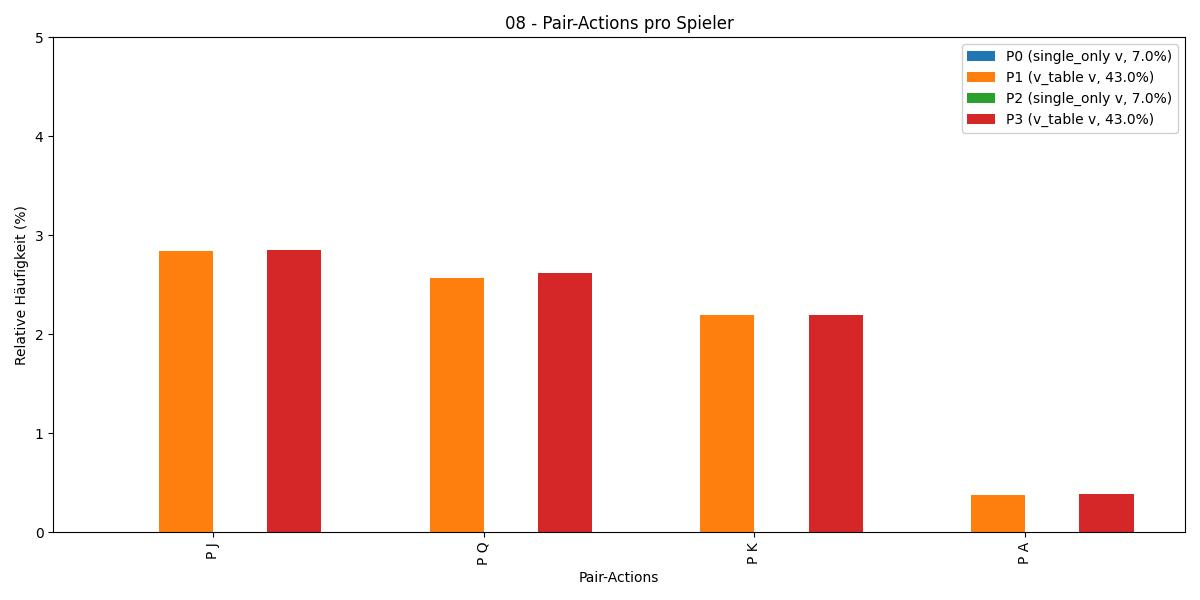 08 - Pair-Actions pro Spieler
5
4
3
2
1
0
Relative Häufigkeit (%)
P0 (single_only v, 7.0%)
P1 (v_table v, 43.0%)
P2 (single_only v, 7.0%)
P3 (v_table v, 43.0%)
P J
P Q
P K
P A
Pair-Actions